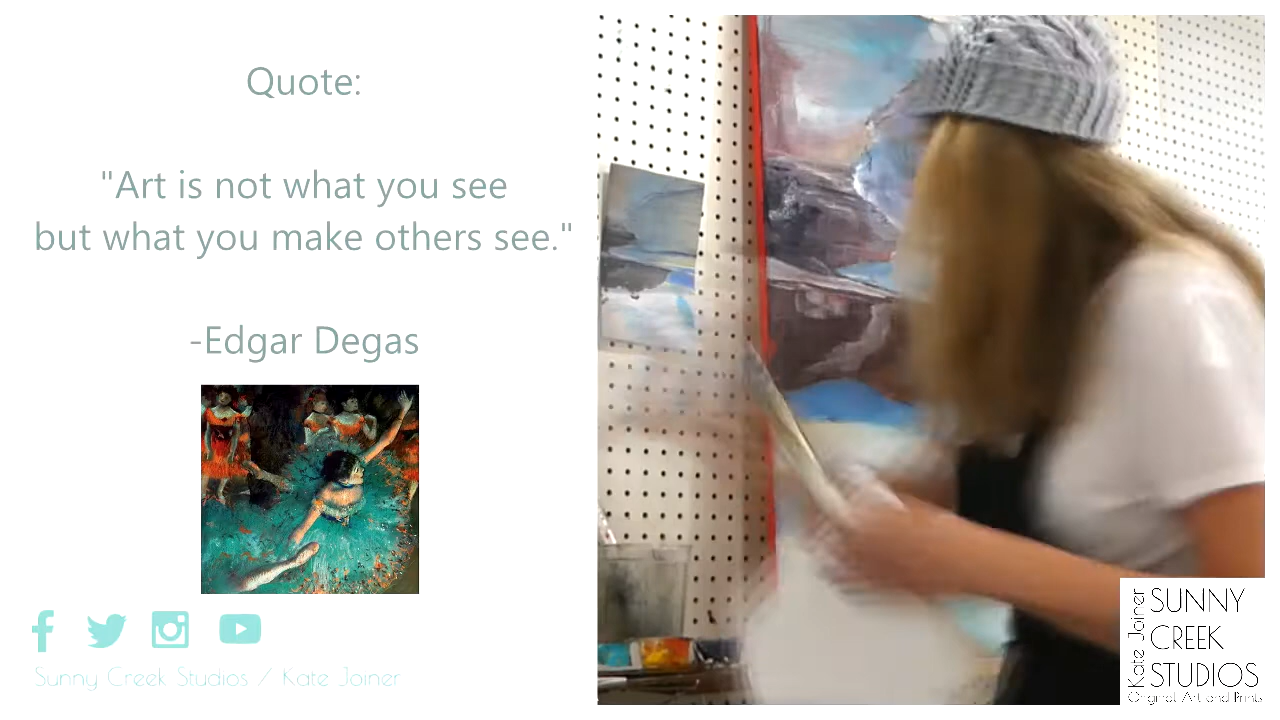 Quote:
"Art is not what you see
but what you make others see."
-Edgar Degas
Sunny Creek Studios / Kate Joiner
Kate Joiner
SUNNY
CREEK
STUDIOS
Original Art and Prints